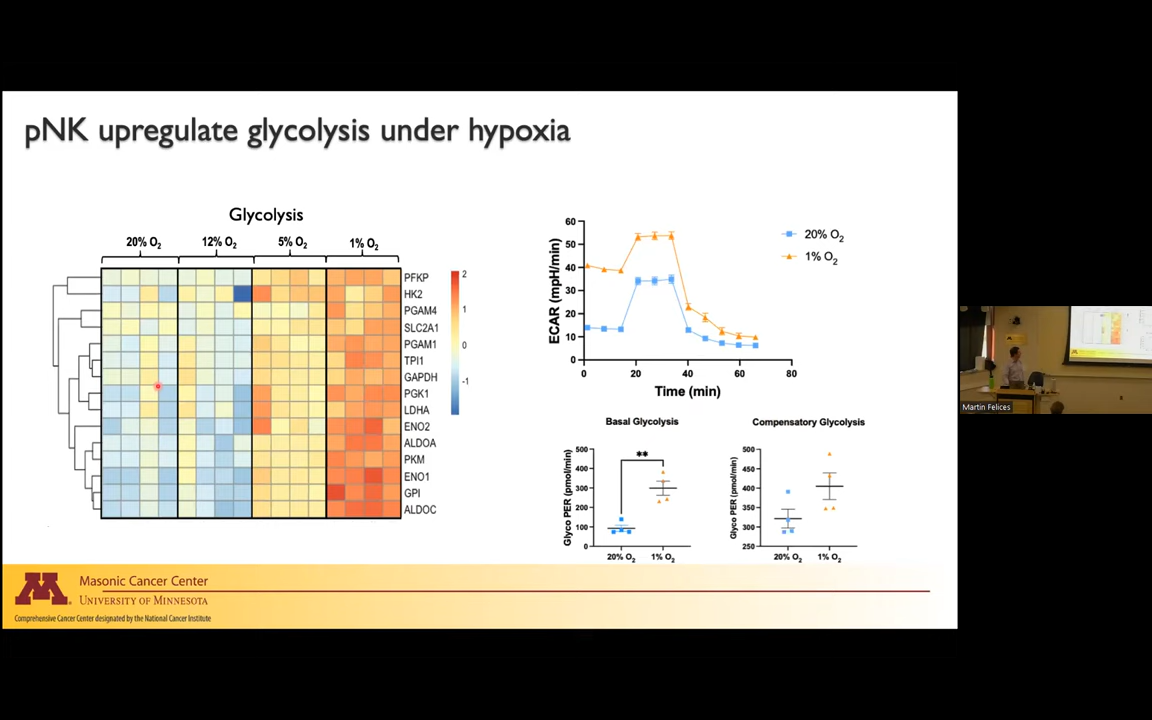 pNK upregulate glycolysis under hypoxia
Glycolysis
20% O2
12% O2
5% O2
1% O2
PFKP
HK2
PGAM4
SLC2A1
PGAM1
TPI1
GAPDH
PGK1
LDHA
ENO2
ALDOA
PKM
ENO1
GPI
ALDOC
2
1
0
-1
ECAR (mpH/min)
60
50
40
30
20
10
0
0
20
40
60
80
Time (min)
20% O2
1% O2
Basal Glycolysis
Glyco PER (pmol/min)
500
400
300
200
100
0
**
20% O2
1% O2
Compensatory Glycolysis
Glyco PER (pmol/min)
500
450
400
350
300
250
20% O2
1% O2
Martin Felices
M
Masonic Cancer Center
UNIVERSITY OF MINNESOTA
Comprehensive Cancer Center designated by the National Cancer Institute